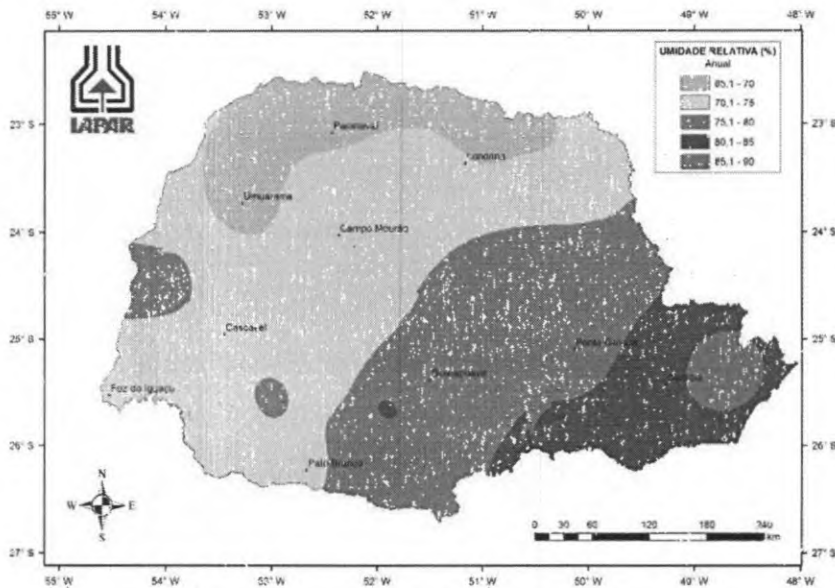 55° W 54° W 53° W 52° W 51° W 50° W 49° W 48° W
IAPAR
UMIDADE RELATIVA (%)
Anual
65,1 - 70
70,1 - 75
75,1 - 80
80,1 - 85
85,1 - 90
23° S 23° S
Paranavaí
Londrina
Umuarama
24° S 24° S
Campo Mourão
25° S 25° S
Cascavel
Ponta Grossa
Guarapuava
Curitiba
Foz do Iguaçu
26° S 26° S
Pato Branco
N
W E
S
0 30 60 120 180 240
km
27° S 27° S
55° W 54° W 53° W 52° W 51° W 50° W 49° W 48° W